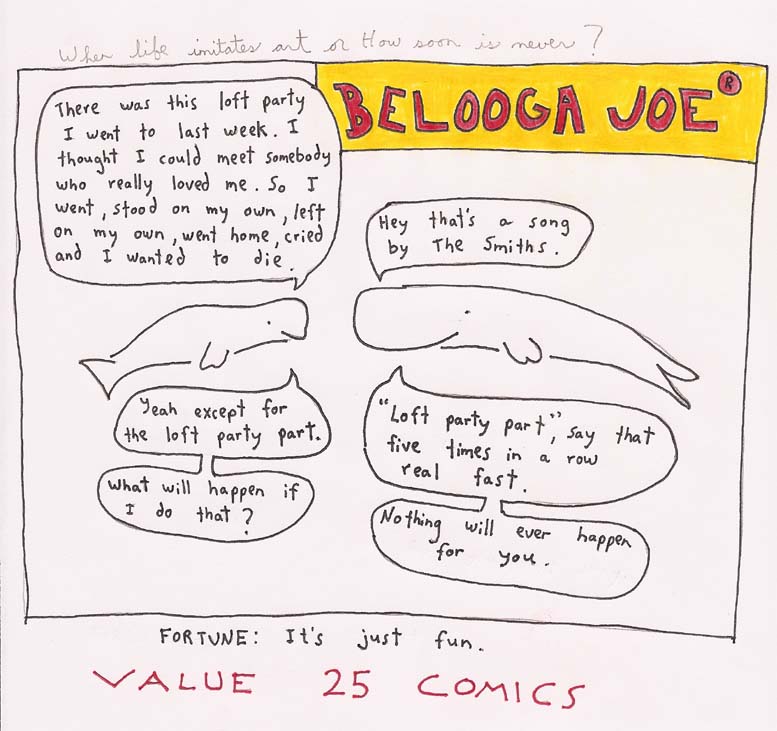 When life imitates art or How soon is never?
BELOOGA JOE®
There was this loft party
I went to last week. I
thought I could meet somebody
who really loved me. So I
went, stood on my own, left
on my own, went home, cried
and I wanted to die.
Hey that's a song
by The Smiths.
Yeah except for
the loft party part.
"Loft party part", say that
five times in a row
real fast.
What will happen if
I do that?
Nothing will ever happen
for you.
FORTUNE: It's just fun.
VALUE 25 COMICS